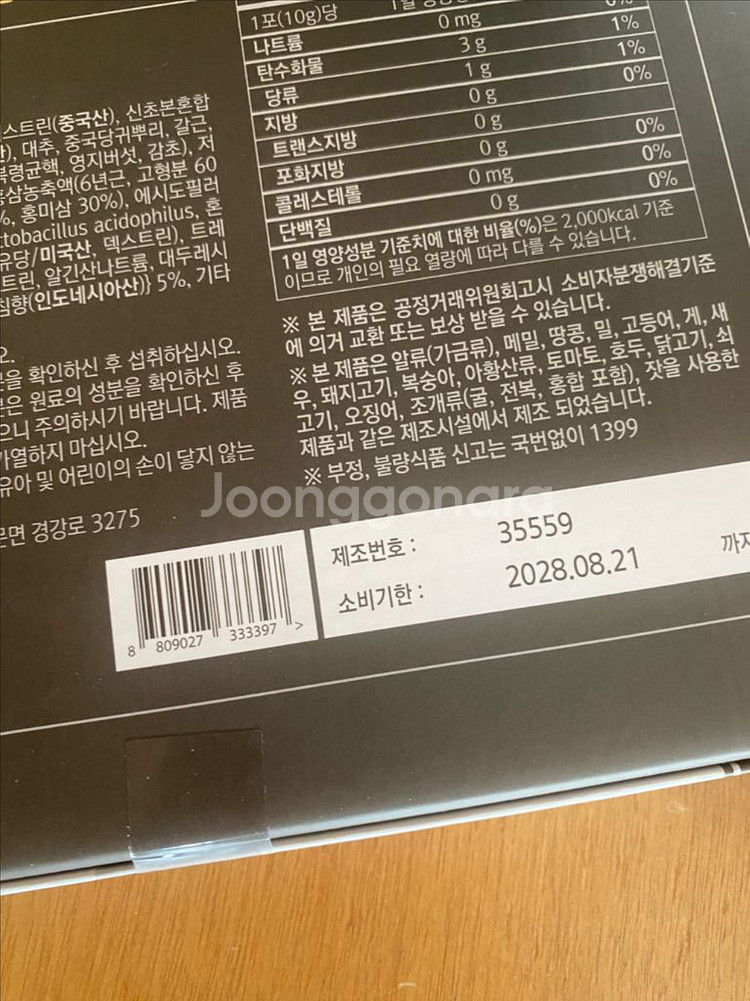 1포(10g)당
나트륨 0 mg 0%
탄수화물 3 g 1%
당류 1 g 1%
지방 0 g 0%
트랜스지방 0 g
포화지방 0 g 0%
콜레스테롤 0 mg 0%
단백질 0 g 0%
1일 영양성분 기준치에 대한 비율(%)은 2,000kcal 기준
이므로 개인의 필요 열량에 따라 다를 수 있습니다.
스트린(중국산), 신초본혼합
), 대추, 중국당귀뿌리, 갈근,
복령균핵, 영지버섯, 감초), 저
홍삼농축액(6년근, 고형분 60
%, 홍미삼 30%), 에시도필러
ctobacillus acidophilus, 혼
유당/미국산, 덱스트린), 트레
트린, 알긴산나트륨, 대두레시
침향(인도네시아산)} 5%, 기타
오.
을 확인하신 후 섭취하십시오.
은 원료의 성분을 확인하신 후
으니 주의하시기 바랍니다. 제품
가열하지 마십시오.
유아 및 어린이의 손이 닿지 않는
면 경강로 3275
※ 본 제품은 공정거래위원회고시 소비자분쟁해결기준
에 의거 교환 또는 보상 받을 수 있습니다.
※ 본 제품은 알류(가금류), 메밀, 땅콩, 밀, 고등어, 게, 새
우, 돼지고기, 복숭아, 아황산류, 토마토, 호두, 닭고기, 쇠
고기, 오징어, 조개류(굴, 전복, 홍합 포함), 잣을 사용한
제품과 같은 제조시설에서 제조 되었습니다.
※ 부정, 불량식품 신고는 국번없이 1399
Joonggonara
제조번호 : 35559
소비기한 : 2028.08.21 까지
8 809027 333397 >